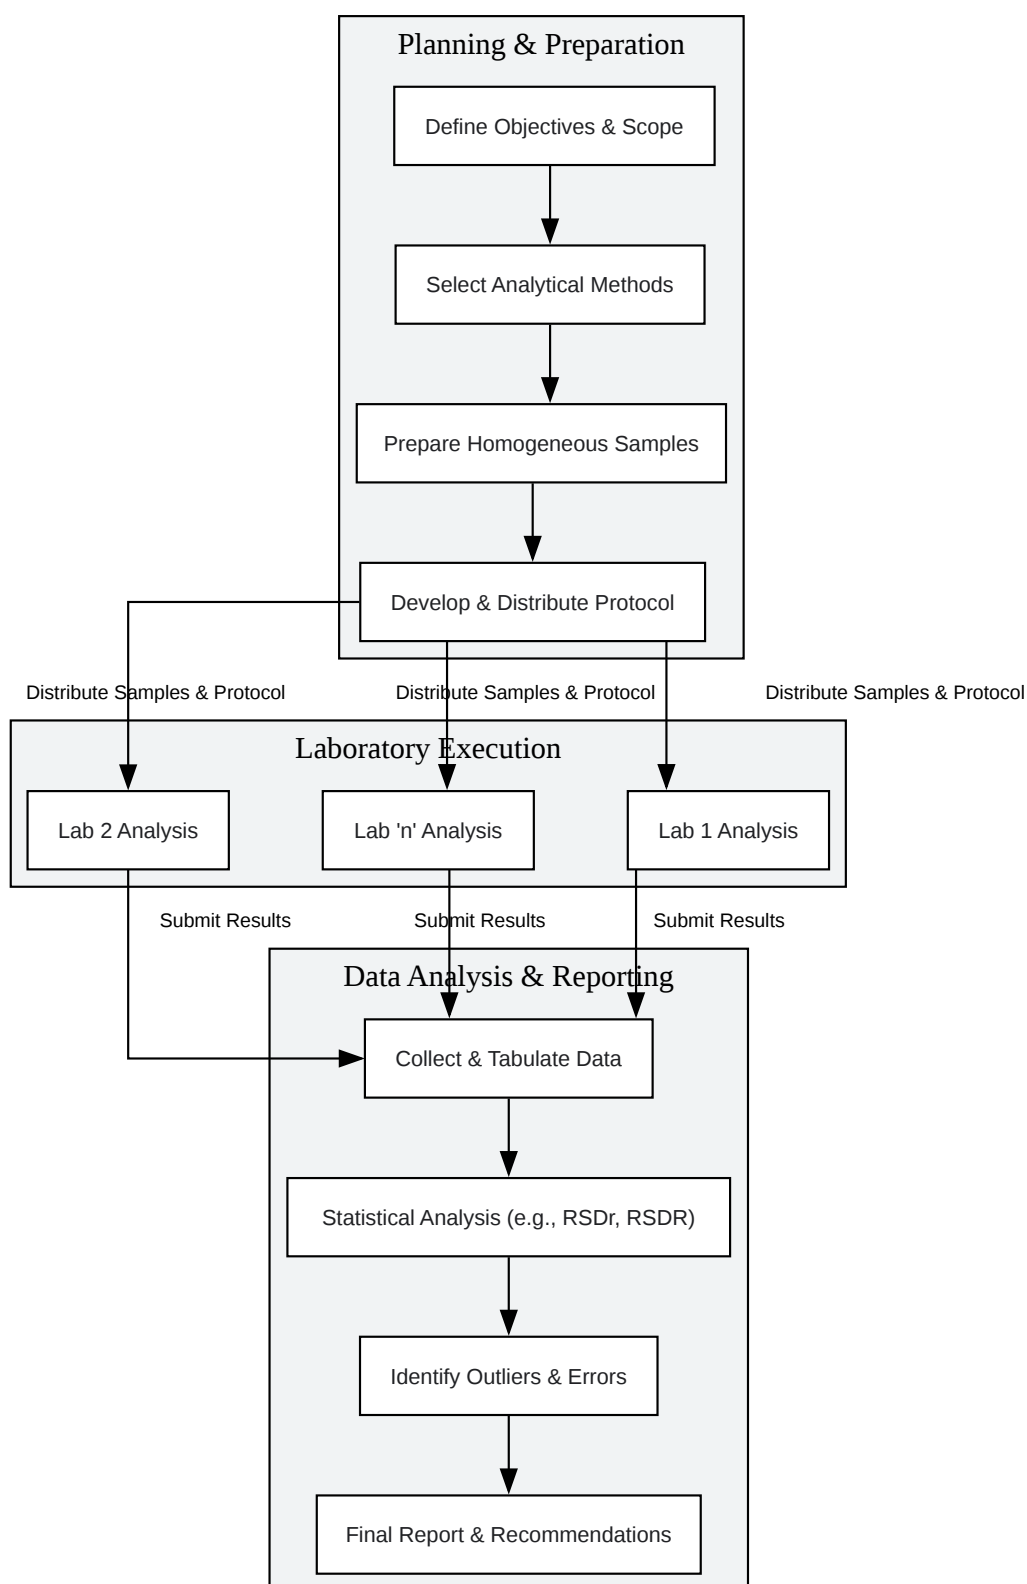 Planning & Preparation
Define Objectives & Scope
Select Analytical Methods
Prepare Homogeneous Samples
Develop & Distribute Protocol
Distribute Samples & Protocol
Distribute Samples & Protocol
Distribute Samples & Protocol
Laboratory Execution
Lab 2 Analysis
Lab 'n' Analysis
Lab 1 Analysis
Submit Results
Submit Results
Submit Results
Data Analysis & Reporting
Collect & Tabulate Data
Statistical Analysis (e.g., RSDr, RSDR)
Identify Outliers & Errors
Final Report & Recommendations